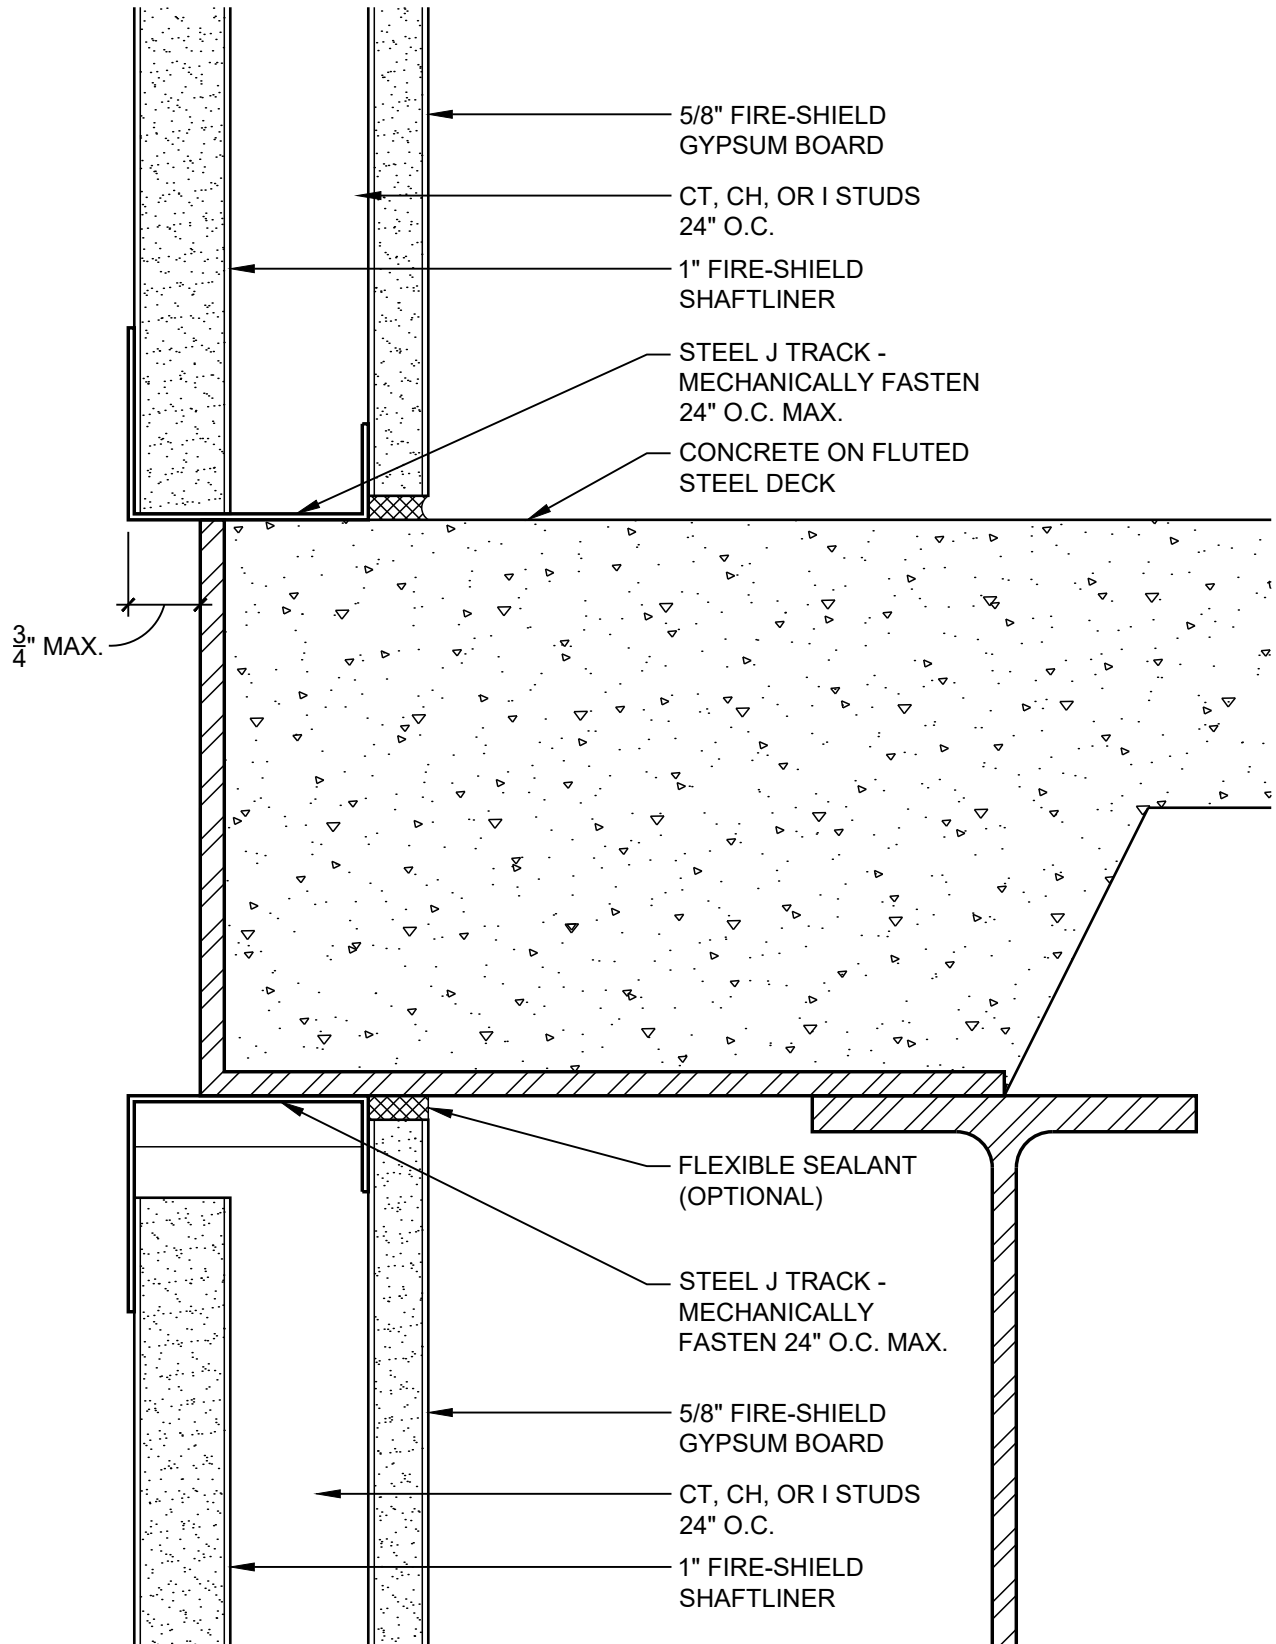 5/8" FIRE-SHIELD
GYPSUM BOARD
CT, CH, OR I STUDS
24" O.C.
1" FIRE-SHIELD
SHAFTLINER
STEEL J TRACK -
MECHANICALLY FASTEN
24" O.C. MAX.
CONCRETE ON FLUTED
STEEL DECK
3/4" MAX.
FLEXIBLE SEALANT
(OPTIONAL)
STEEL J TRACK -
MECHANICALLY
FASTEN 24" O.C. MAX.
5/8" FIRE-SHIELD
GYPSUM BOARD
CT, CH, OR I STUDS
24" O.C.
1" FIRE-SHIELD
SHAFTLINER